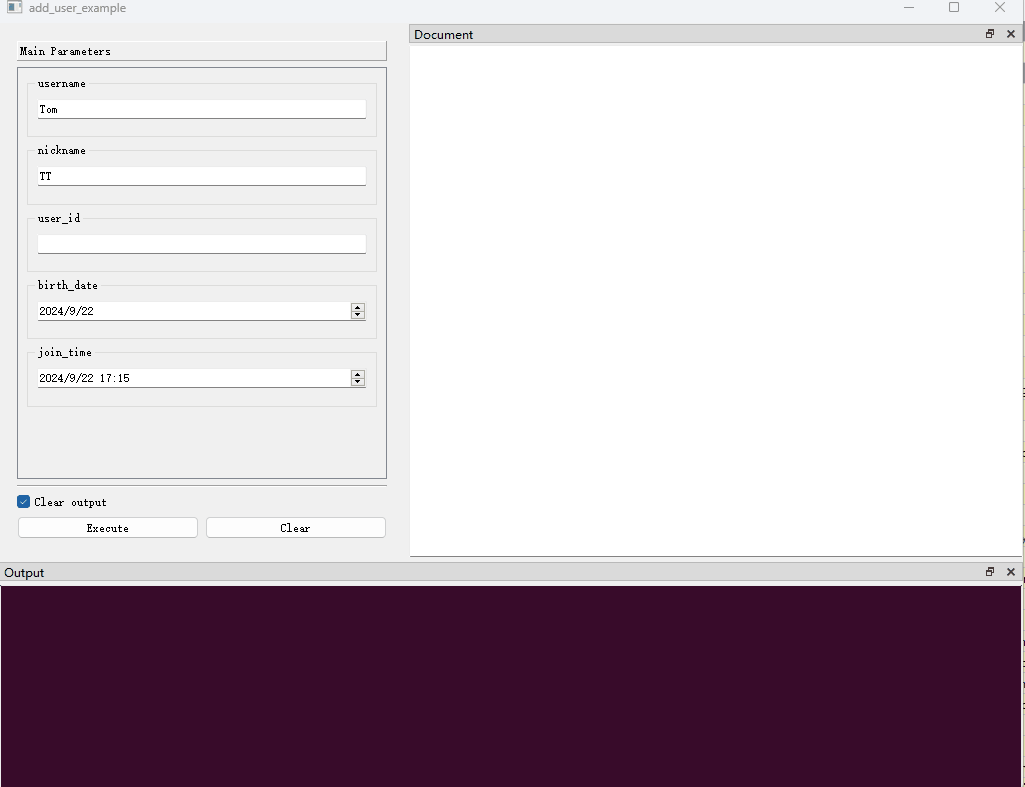 add_user_example
Main Parameters
username
Tom
nickname
TT
user_id
birth_date
2024/9/22
join_time
2024/9/22 17:15
Clear output
Execute
Clear
Document
Output